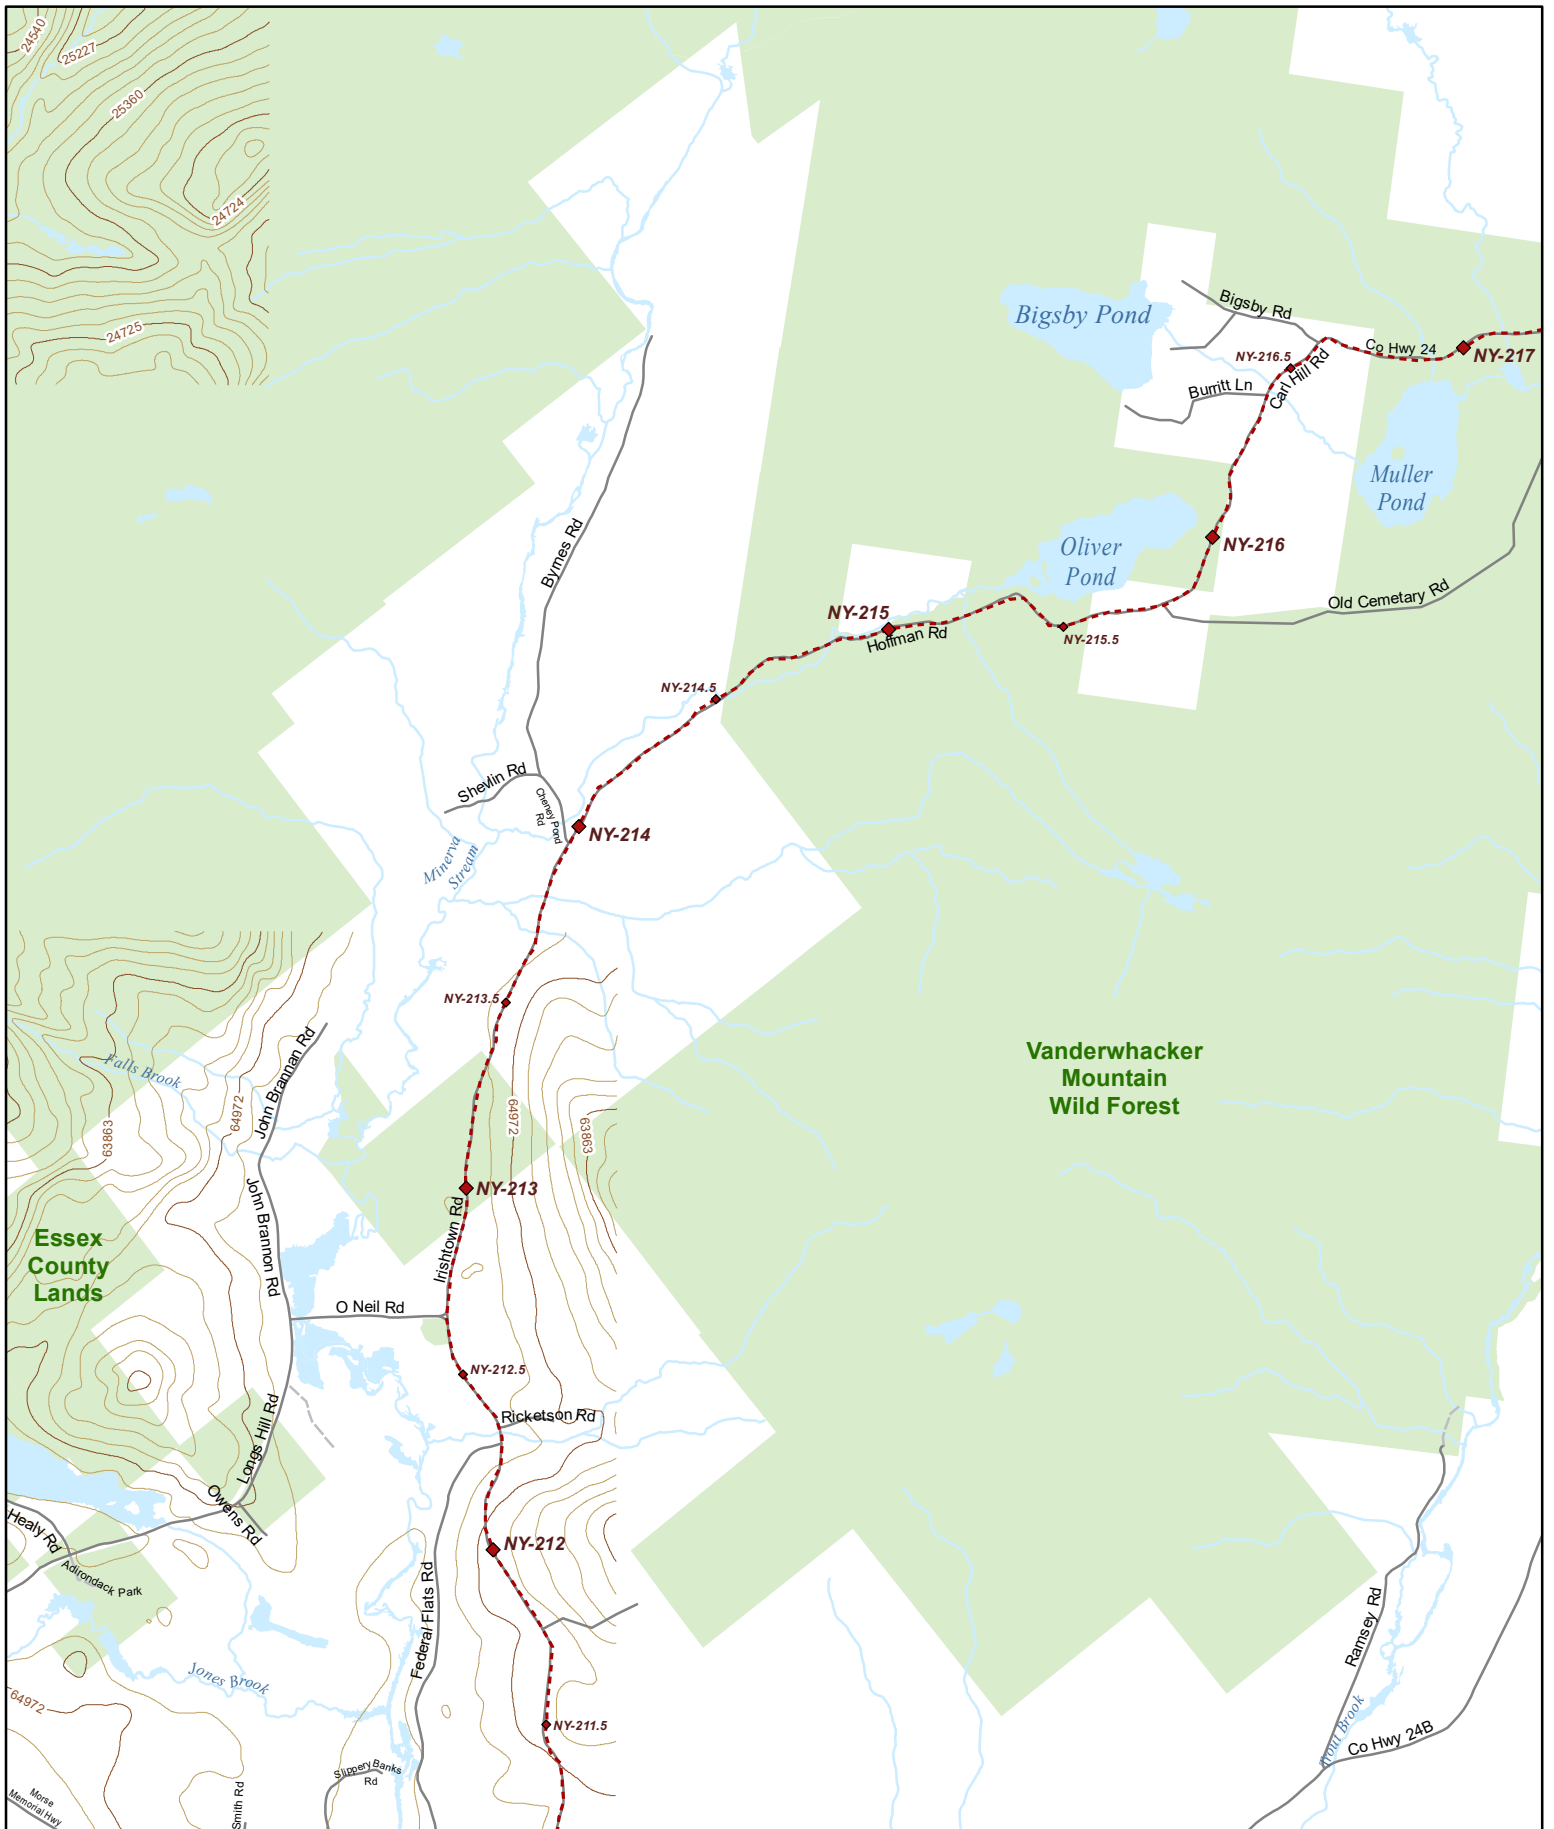 24540
25227
25360
24724
24725
Bigsby Pond
Bigsby Rd
NY-216.5
Co Hwy 24
NY-217
Carl Hill Rd
Burritt Ln
Muller
Pond
Byrnes Rd
Oliver
Pond
NY-216
Old Cemetary Rd
NY-215
Hoffman Rd
NY-215.5
NY-214.5
Shevlin Rd
Cheney Pond
Rd
NY-214
Minerva
Stream
NY-213.5
Vanderwhacker
Mountain
Wild Forest
Falls Brook
John Brannan Rd
64972
63863
64972
63863
NY-213
John Brannon Rd
Irishtown Rd
Essex
County
Lands
O Neil Rd
NY-212.5
Ricketson Rd
Longs Hill Rd
Owens Rd
Healy Rd
Adirondack Park
NY-212
Federal Flats Rd
Ramsey Rd
Jones Brook
64972
NY-211.5
Trout Brook
Co Hwy 24B
Slippery Banks
Rd
Morse
Memorial Hwy
Smith Rd